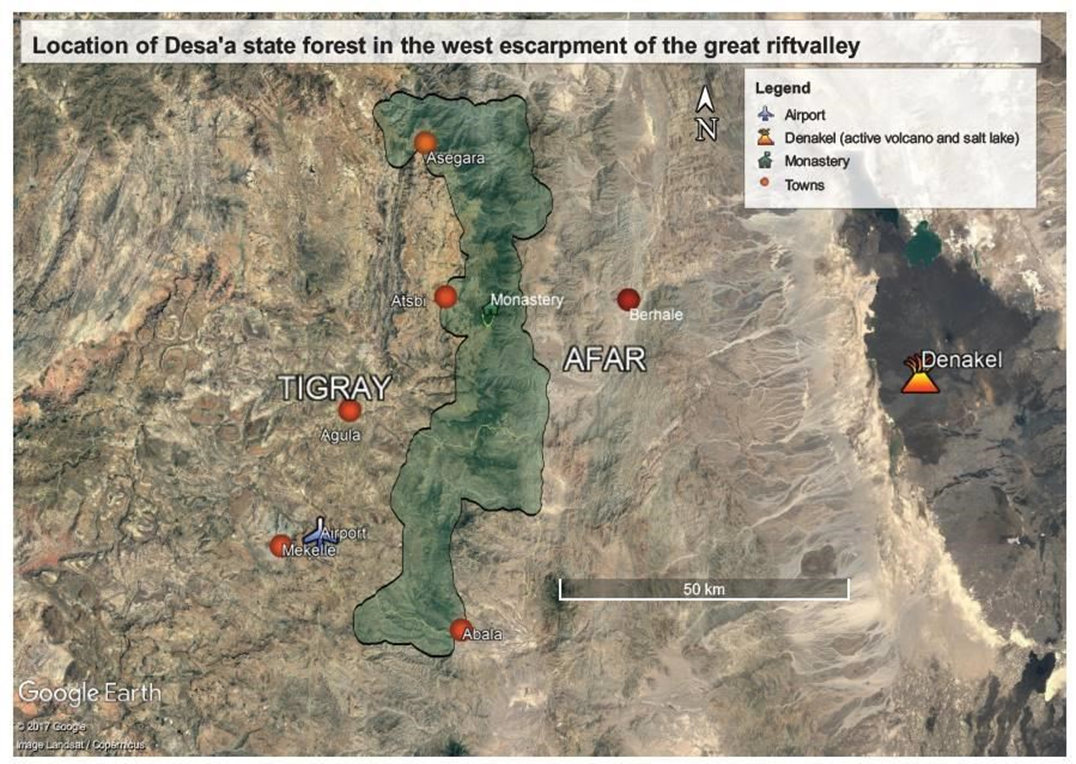 Location of Desa'a state forest in the west escarpment of the great riftvalley
Legend
Airport
Denakel (active volcano and salt lake)
Monastery
Towns
N
Asegara
Atsbi
Monastery
Berhale
AFAR
Denakel
TIGRAY
Agula
Airport
Mekelle
50 km
Abala
Google Earth
© 2017 Google
Image Landsat / Copernicus